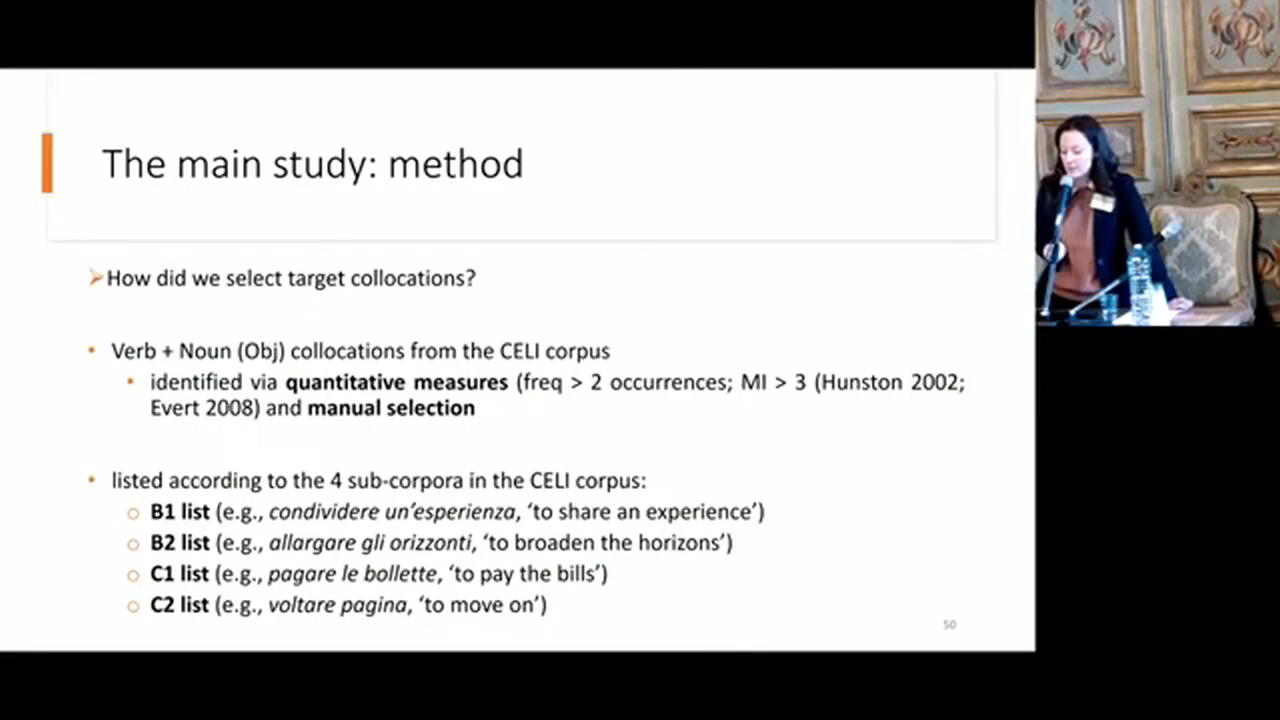 The main study: method
➢How did we select target collocations?
• Verb + Noun (Obj) collocations from the CELI corpus
• identified via quantitative measures (freq > 2 occurrences; MI > 3 (Hunston 2002;
Evert 2008) and manual selection
• listed according to the 4 sub-corpora in the CELI corpus:
○ B1 list (e.g., condividere un'esperienza, 'to share an experience')
○ B2 list (e.g., allargare gli orizzonti, 'to broaden the horizons')
○ C1 list (e.g., pagare le bollette, 'to pay the bills')
○ C2 list (e.g., voltare pagina, 'to move on')
50